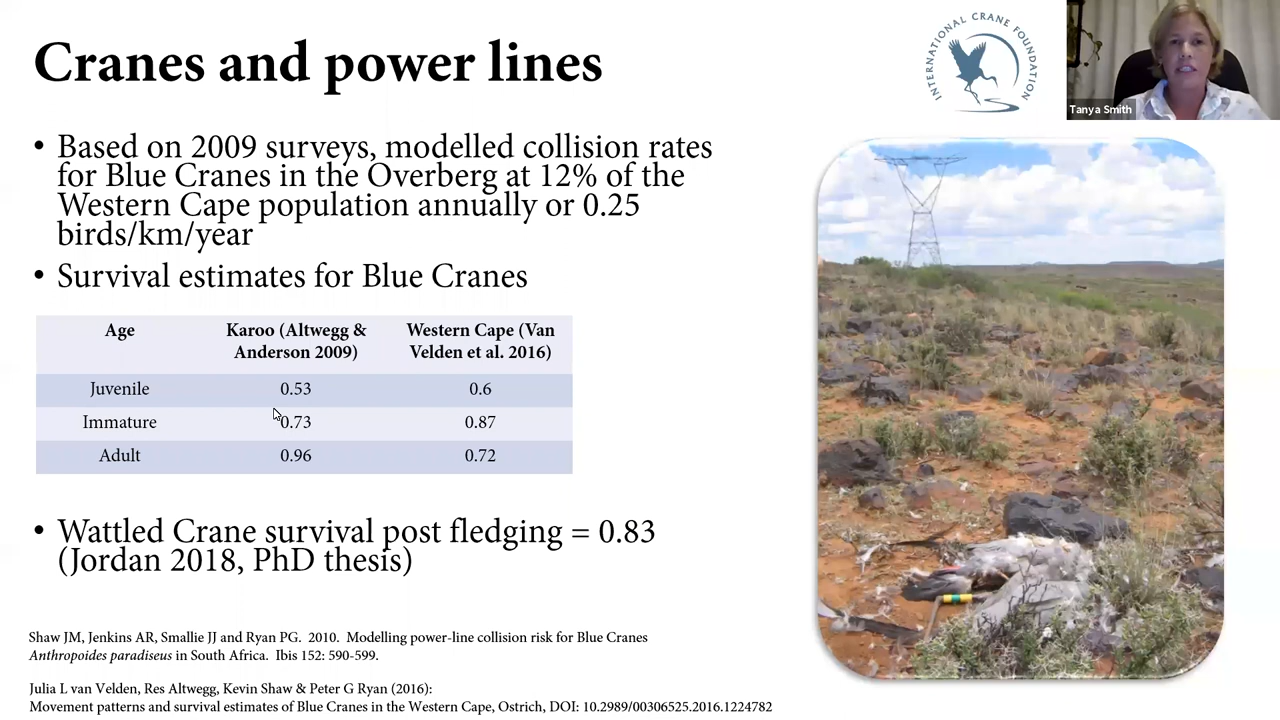 Cranes and power lines
INTERNATIONAL CRANE FOUNDATION
Tanya Smith
• Based on 2009 surveys, modelled collision rates
for Blue Cranes in the Overberg at 12% of the
Western Cape population annually or 0.25
birds/km/year
• Survival estimates for Blue Cranes
Age Karoo (Altwegg & Western Cape (Van
Anderson 2009) Velden et al. 2016)
Juvenile 0.53 0.6
Immature 0.73 0.87
Adult 0.96 0.72
• Wattled Crane survival post fledging = 0.83
(Jordan 2018, PhD thesis)
Shaw JM, Jenkins AR, Smallie JJ and Ryan PG. 2010. Modelling power-line collision risk for Blue Cranes
Anthropoides paradiseus in South Africa. Ibis 152: 590-599.
Julia L van Velden, Res Altwegg, Kevin Shaw & Peter G Ryan (2016):
Movement patterns and survival estimates of Blue Cranes in the Western Cape, Ostrich, DOI: 10.2989/00306525.2016.1224782